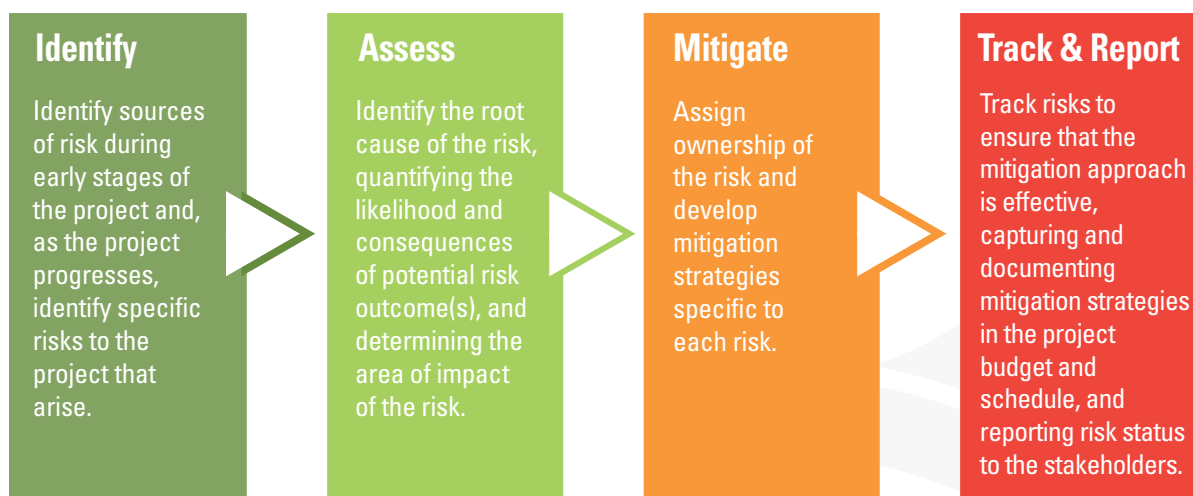 Identify
Identify sources
of risk during
early stages of
the project and,
as the project
progresses,
identify specific
risks to the
project that
arise.
Assess
Identify the root
cause of the risk,
quantifying the
likelihood and
consequences
of potential risk
outcome(s), and
determining the
area of impact
of the risk.
Mitigate
Assign
ownership of
the risk and
develop
mitigation
strategies
specific to
each risk.
Track & Report
Track risks to
ensure that the
mitigation approach
is effective,
capturing and
documenting
mitigation strategies
in the project
budget and
schedule, and
reporting risk status
to the stakeholders.